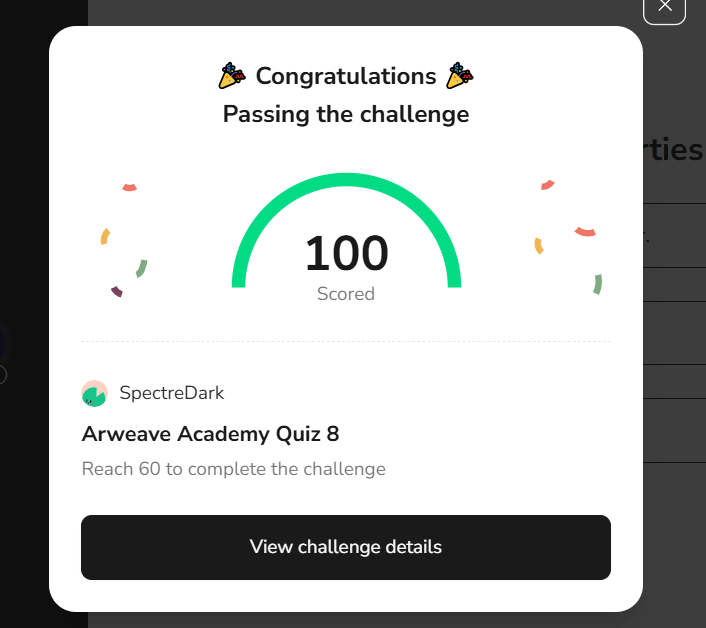 🎉 Congratulations 🎉
Passing the challenge
rties
100
Scored
SpectreDark
Arweave Academy Quiz 8
Reach 60 to complete the challenge
View challenge details